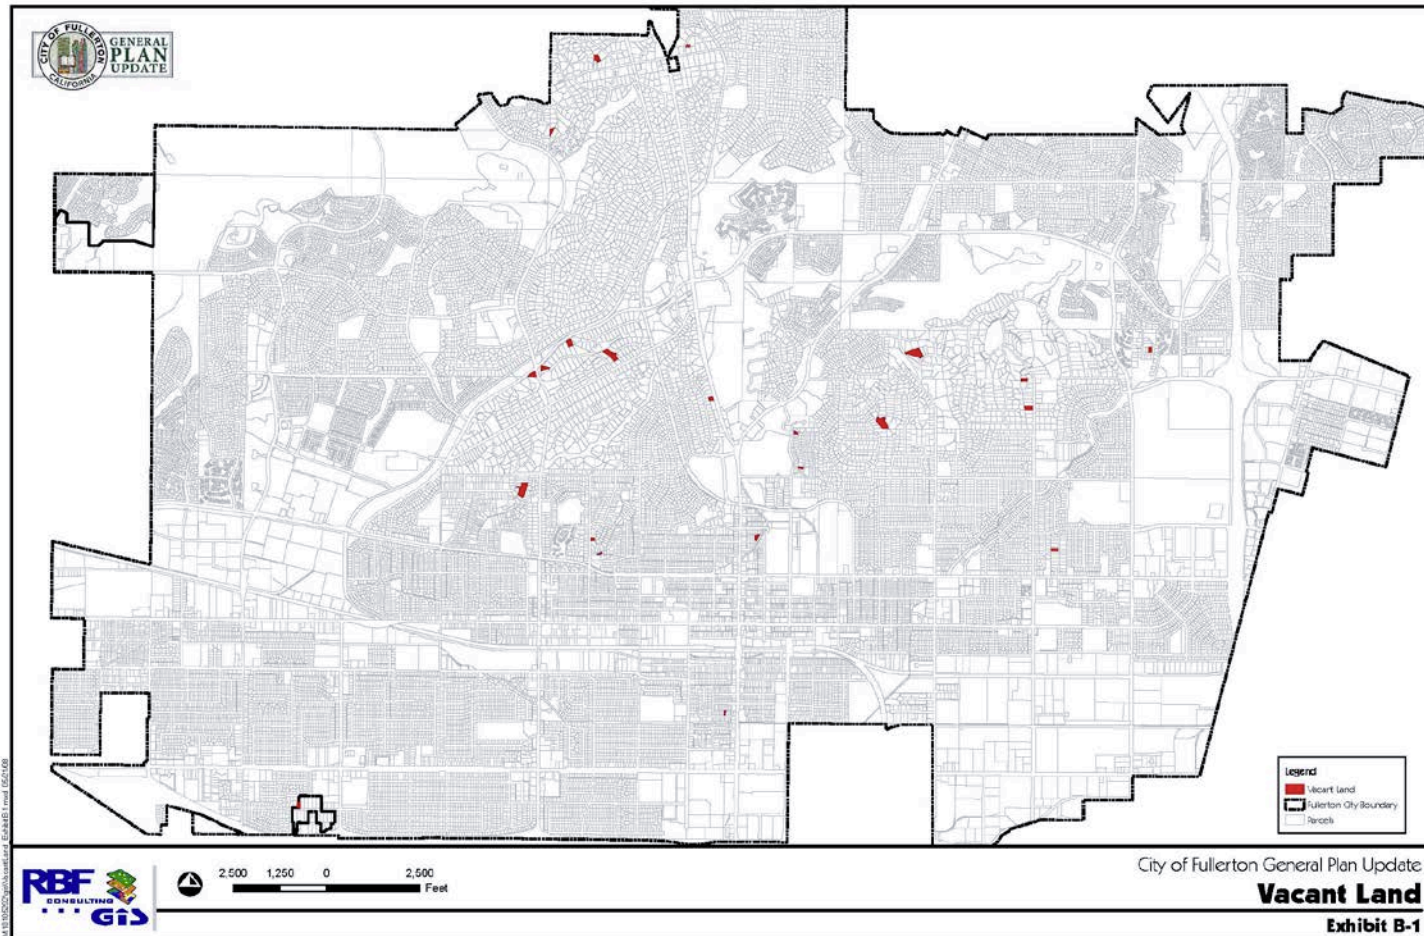 CITY OF FULLERTON
CALIFORNIA
GENERAL
PLAN
UPDATE
Legend
Vacant Land
Fullerton City Boundary
Parcels
RBF
CONSULTING
GIS
2,500 1,250 0 2,500
Feet
City of Fullerton General Plan Update
Vacant Land
Exhibit B-1